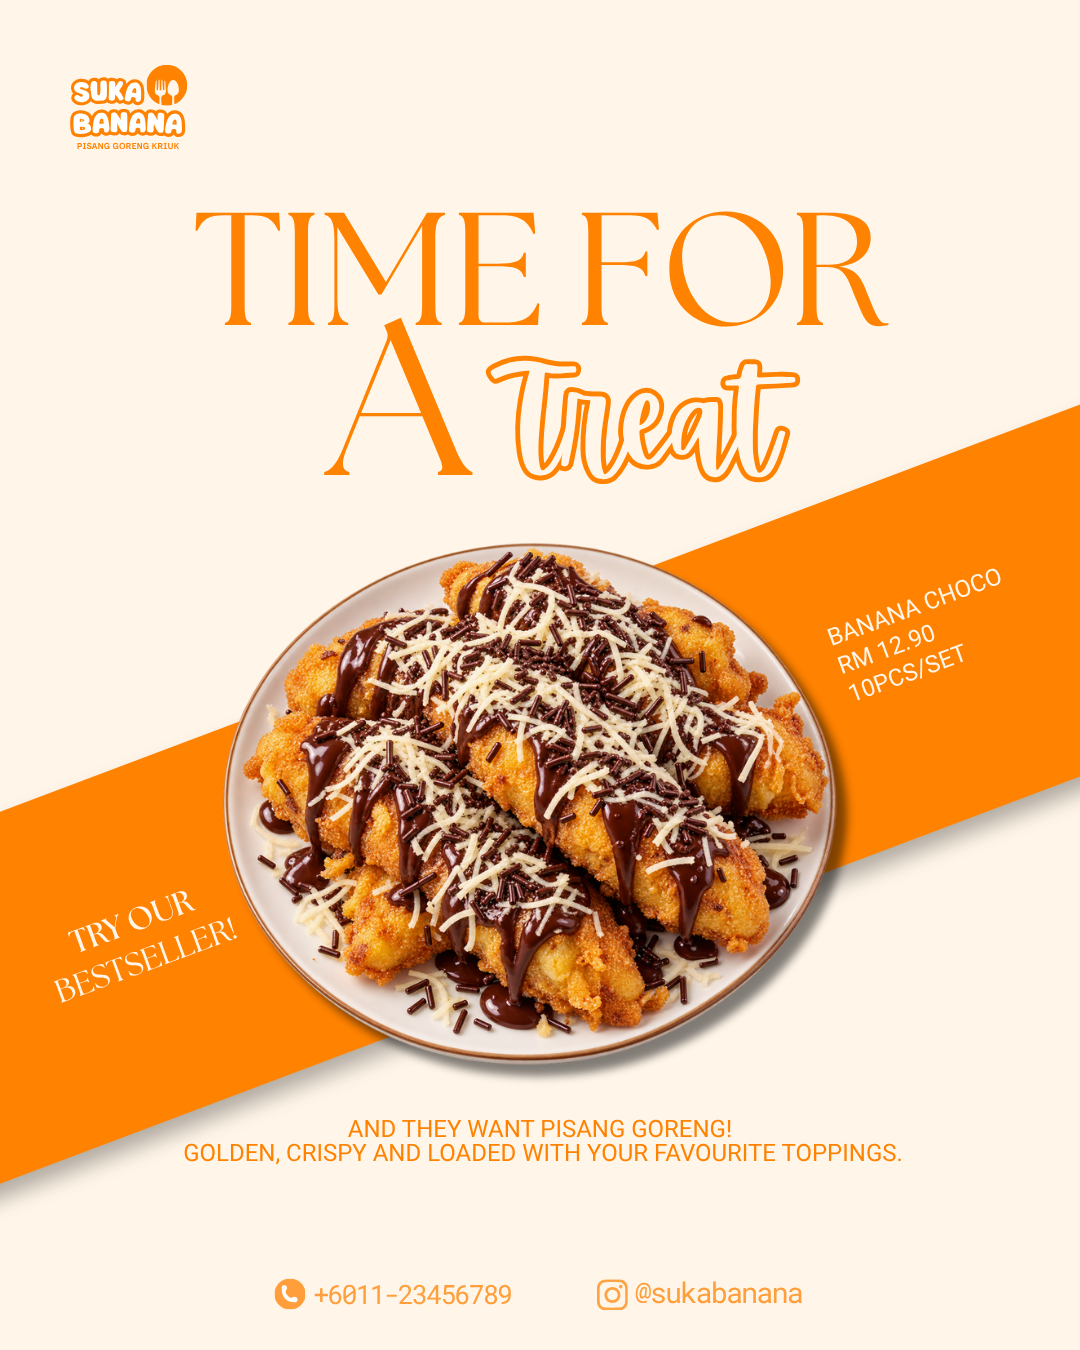 SUKA
BANANA
PISANG GORENG KRIUK
TIME FOR
A Treat
BANANA CHOCO
RM 12.90
10PCS/SET
TRY OUR
BESTSELLER!
AND THEY WANT PISANG GORENG!
GOLDEN, CRISPY AND LOADED WITH YOUR FAVOURITE TOPPINGS.
+6011-23456789
@sukabanana